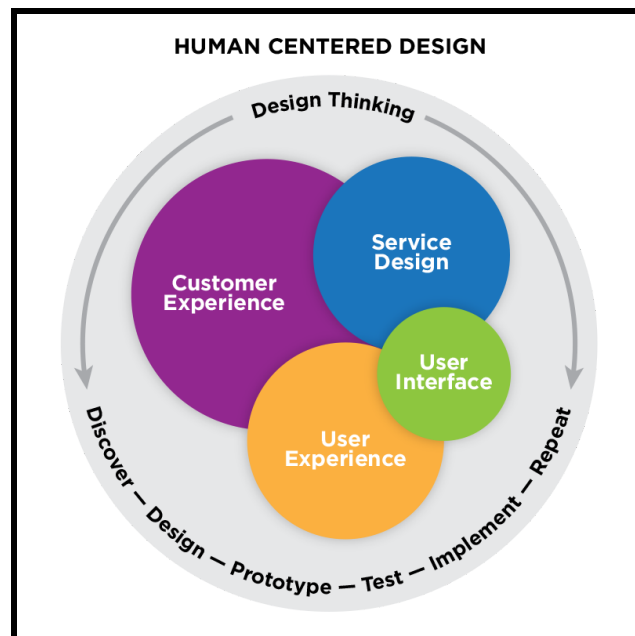 HUMAN CENTERED DESIGN
Design Thinking
Customer
Experience
Service
Design
User
Interface
User
Experience
Discover — Design — Prototype — Test — Implement — Repeat